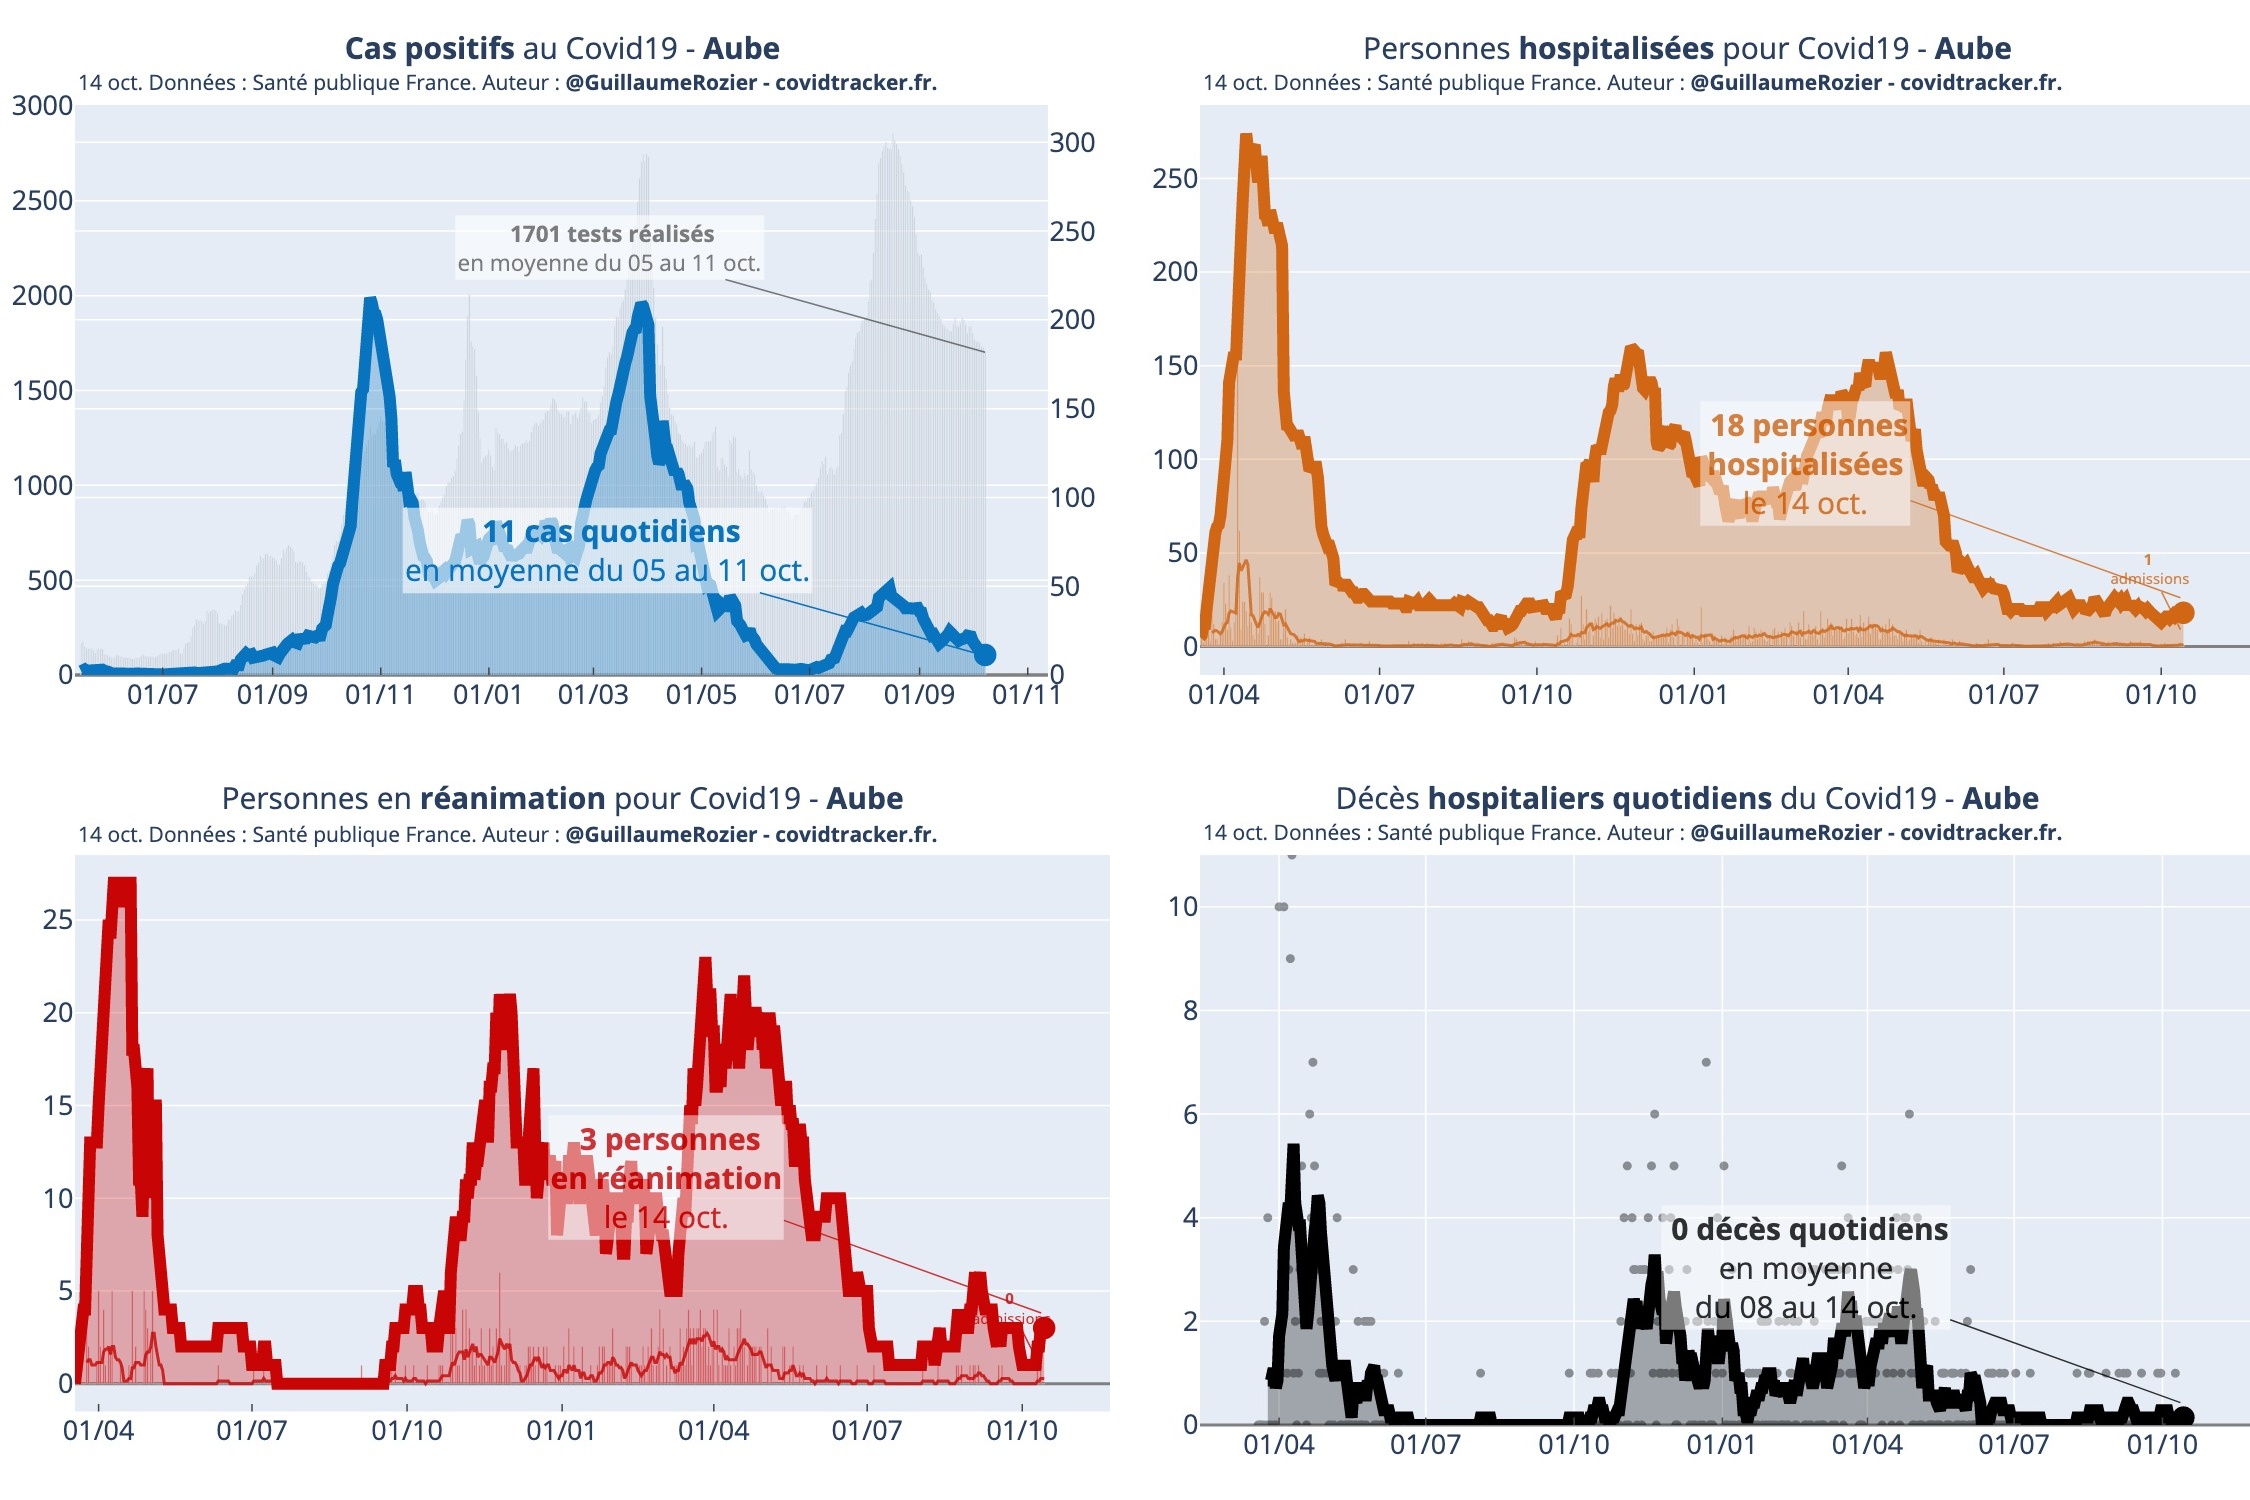 Cas positifs au Covid19 - Aube
14 oct. Données : Santé publique France. Auteur : @GuillaumeRozier - covidtracker.fr.
3000
2500
2000
1500
1000
500
0
300
250
200
150
100
50
0
1701 tests réalisés
en moyenne du 05 au 11 oct.
11 cas quotidiens
en moyenne du 05 au 11 oct.
01/07 01/09 01/11 01/01 01/03 01/05 01/07 01/09 01/11
Personnes hospitalisées pour Covid19 - Aube
14 oct. Données : Santé publique France. Auteur : @GuillaumeRozier - covidtracker.fr.
250
200
150
100
50
0
18 personnes
hospitalisées
le 14 oct.
1
admissions
01/04 01/07 01/10 01/01 01/04 01/07 01/10
Personnes en réanimation pour Covid19 - Aube
14 oct. Données : Santé publique France. Auteur : @GuillaumeRozier - covidtracker.fr.
25
20
15
10
5
0
3 personnes
en réanimation
le 14 oct.
0
admissions
01/04 01/07 01/10 01/01 01/04 01/07 01/10
Décès hospitaliers quotidiens du Covid19 - Aube
14 oct. Données : Santé publique France. Auteur : @GuillaumeRozier - covidtracker.fr.
10
8
6
4
2
0
0 décès quotidiens
en moyenne
du 08 au 14 oct.
01/04 01/07 01/10 01/01 01/04 01/07 01/10